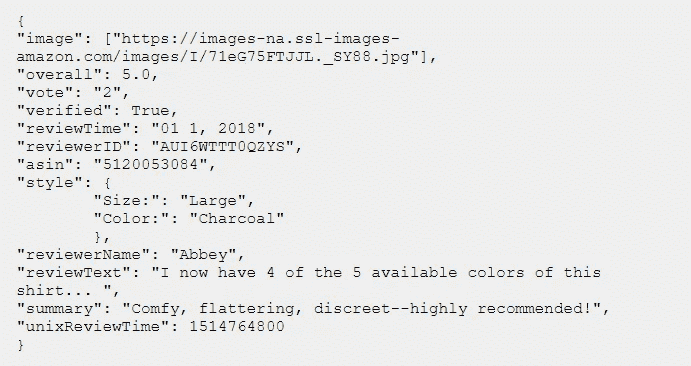 {
"image": ["https://images-na.ssl-images-
amazon.com/images/I/71eG75FTJJL._SY88.jpg"],
"overall": 5.0,
"vote": "2",
"verified": True,
"reviewTime": "01 1, 2018",
"reviewerID": "AUI6WTTT0QZYS",
"asin": "5120053084",
"style": {
"Size:": "Large",
"Color:": "Charcoal"
},
"reviewerName": "Abbey",
"reviewText": "I now have 4 of the 5 available colors of this
shirt... ",
"summary": "Comfy, flattering, discreet--highly recommended!",
"unixReviewTime": 1514764800
}